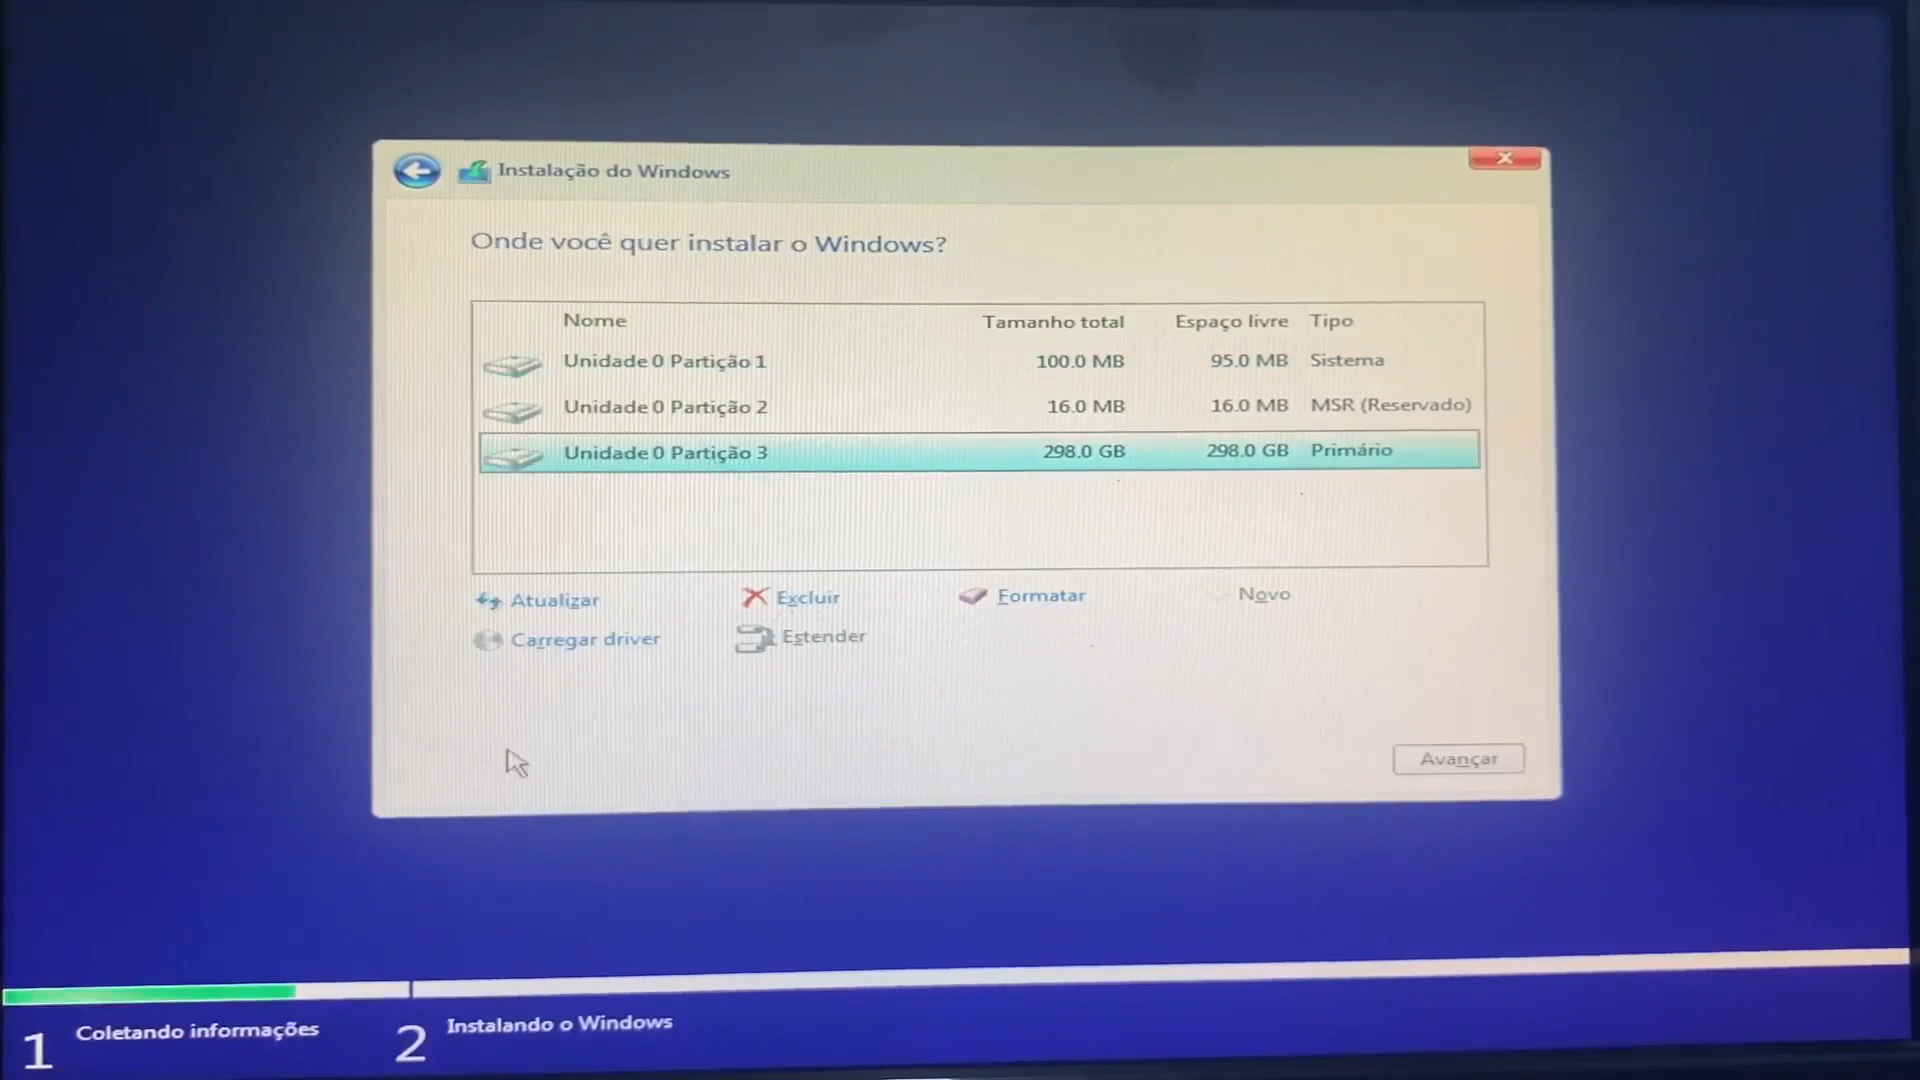 Instalação do Windows
Onde você quer instalar o Windows?
Nome Tamanho total Espaço livre Tipo
Unidade 0 Partição 1 100.0 MB 95.0 MB Sistema
Unidade 0 Partição 2 16.0 MB 16.0 MB MSR (Reservado)
Unidade 0 Partição 3 298.0 GB 298.0 GB Primário
Atualizar Excluir Formatar Novo
Carregar driver Estender
Avançar
1 Coletando informações 2 Instalando o Windows